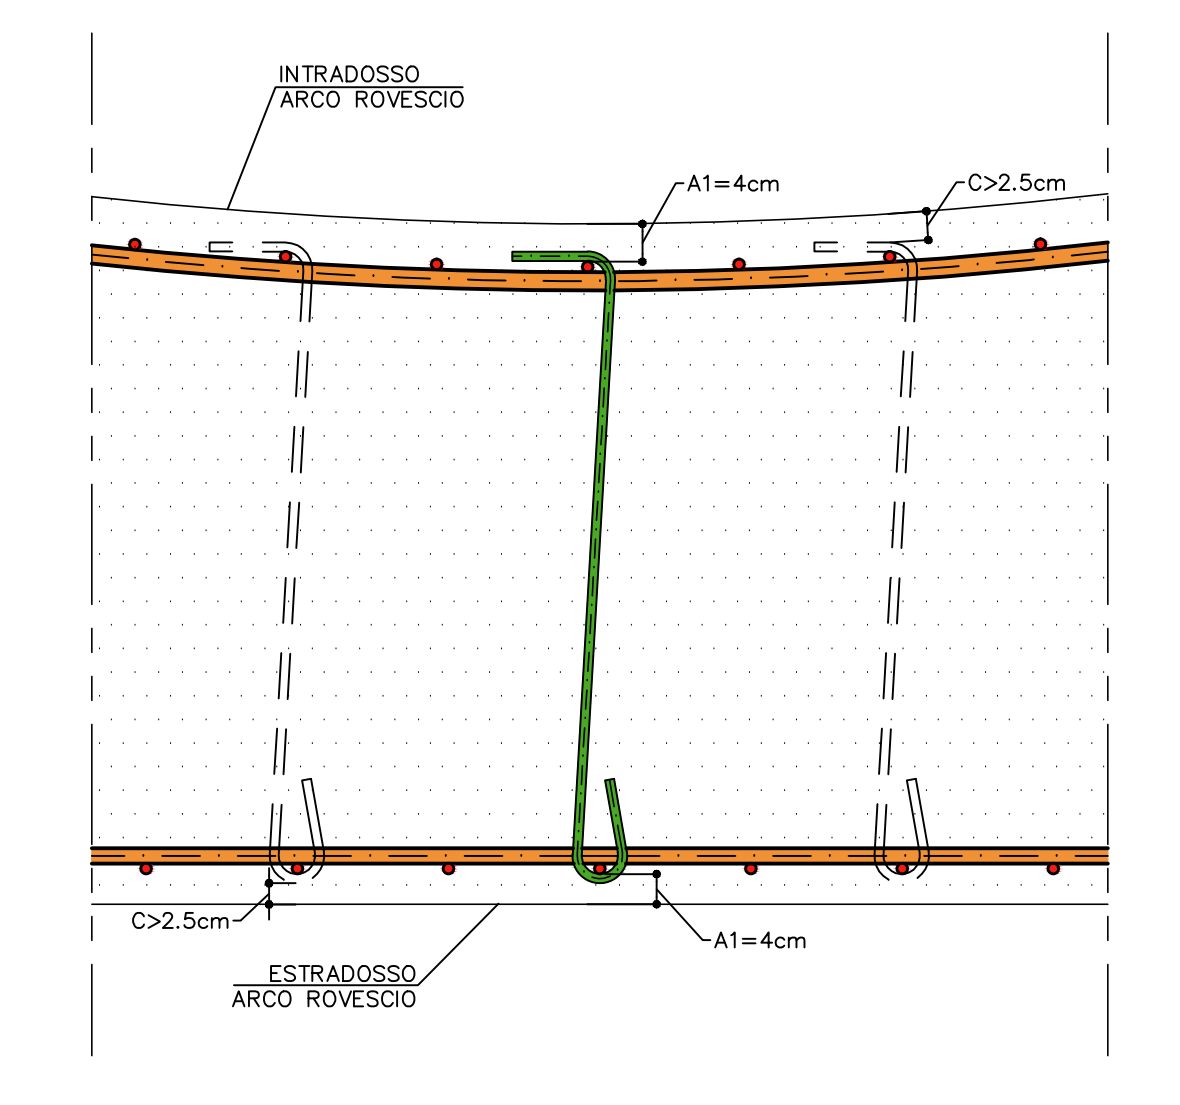 INTRADOSSO
ARCO ROVESCIO
A1=4cm
C>2.5cm
C>2.5cm
A1=4cm
ESTRADOSSO
ARCO ROVESCIO